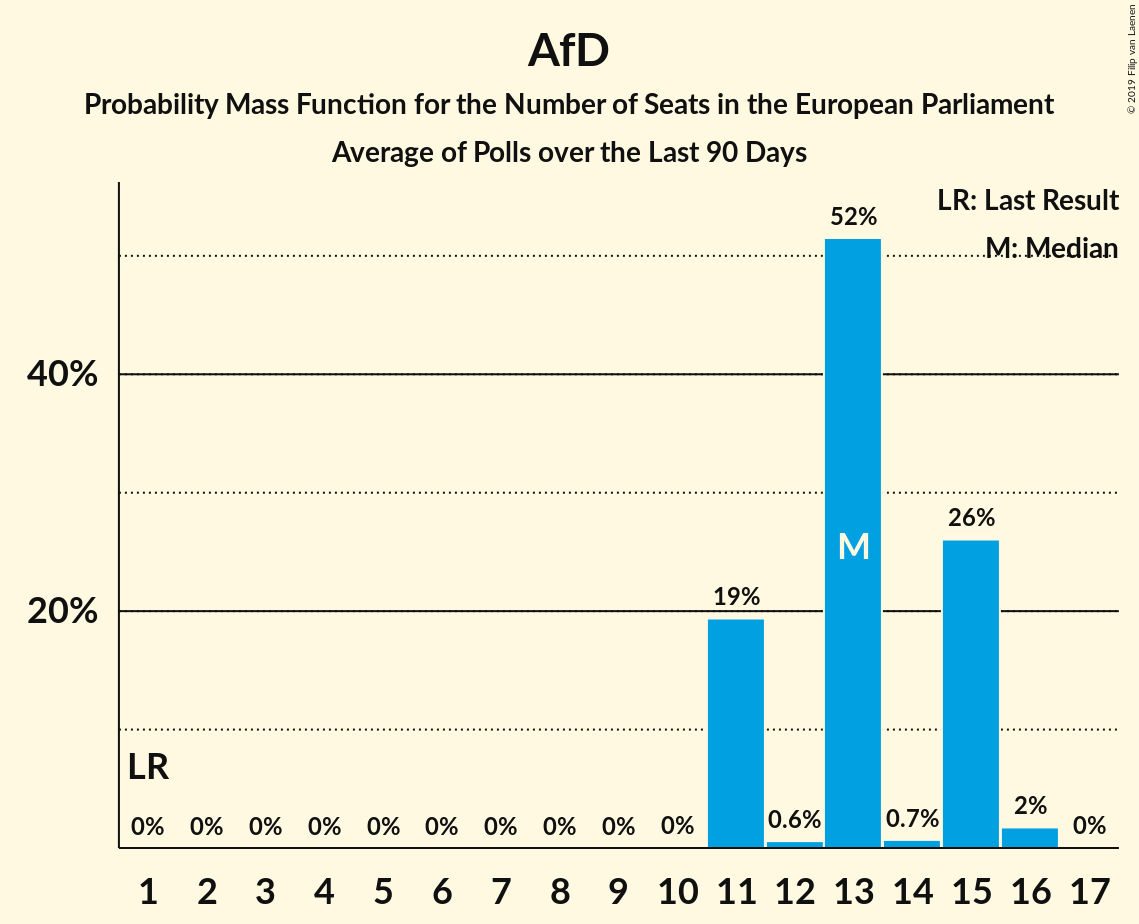 AfD
Probability Mass Function for the Number of Seats in the European Parliament
Average of Polls over the Last 90 Days
© 2019 Filip van Laenen
LR: Last Result
M: Median
52%
40%
26%
M
20%
19%
LR
0% 0% 0% 0% 0% 0% 0% 0% 0% 0% 0.6% 0.7% 2% 0%
1 2 3 4 5 6 7 8 9 10 11 12 13 14 15 16 17